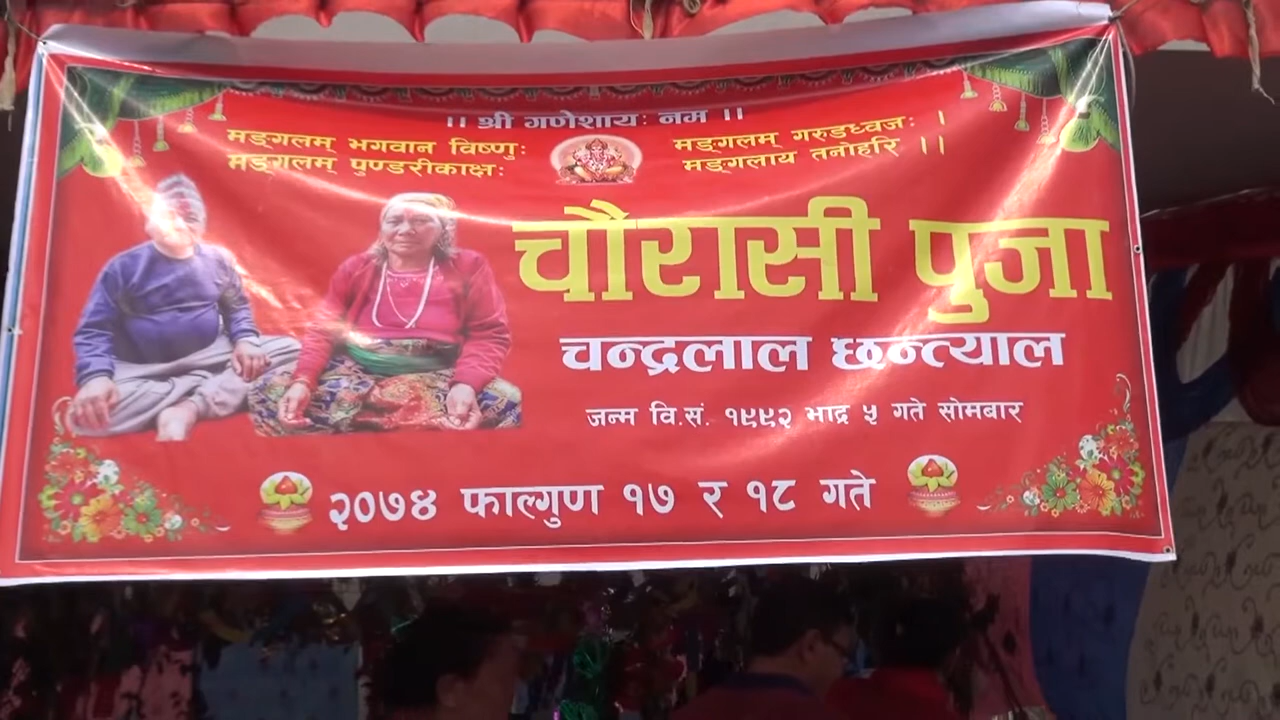 ।। श्री गणेशायः नम ।।
मङ्गलम् भगवान विष्णुः
मङ्गलम् पुण्डरीकाक्षः
मङ्गलम् गरुडध्वजः ।
मङ्गलाय तनोहरि ।।
चौरासी पुजा
चन्द्रलाल छन्त्याल
जन्म वि.सं. १९९२ भाद्र ५ गते सोमबार
२०७४ फाल्गुण १७ र १८ गते